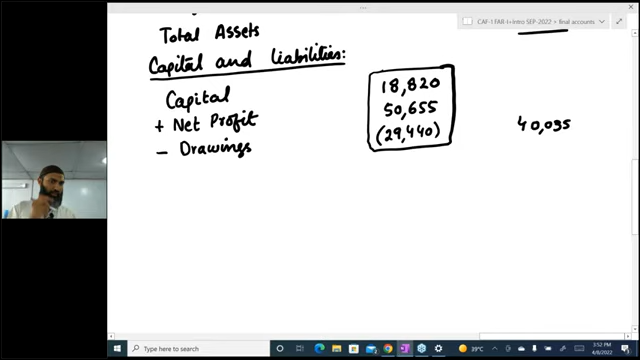 CAF-1 FAR I+Intro SEP-2022 > final accounts
Total Assets
Capital and Liabilities:
Capital 18,820
+ Net Profit 50,655
- Drawings (29,440) 40,035
Type here to search
39°C
3:52 PM
4/8/2022